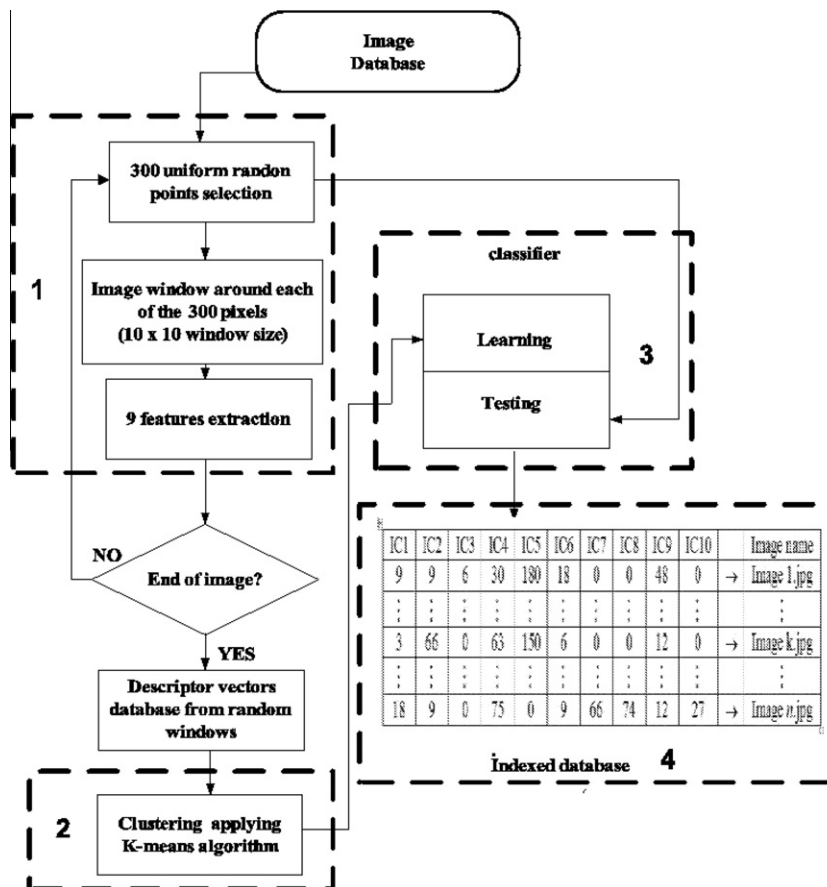 Image
Database
300 uniform randon
points selection
1
Image window around each
of the 300 pixels
(10 x 10 window size)
9 features extraction
NO
End of image?
YES
Descriptor vectors
database from random
windows
2
Clustering applying
K-means algorithm
classifier
Learning
3
Testing
IC1 IC2 IC3 IC4 IC5 IC6 IC7 IC8 IC9 IC10 Image name
9 9 6 30 180 18 0 0 48 0 → Image 1.jpg
⋮ ⋮ ⋮ ⋮ ⋮ ⋮ ⋮ ⋮ ⋮ ⋮ ⋮
3 66 0 63 150 6 0 0 12 0 → Image k.jpg
⋮ ⋮ ⋮ ⋮ ⋮ ⋮ ⋮ ⋮ ⋮ ⋮ ⋮
18 9 0 75 0 9 66 74 12 27 → Image n.jpg
İndexed database 4